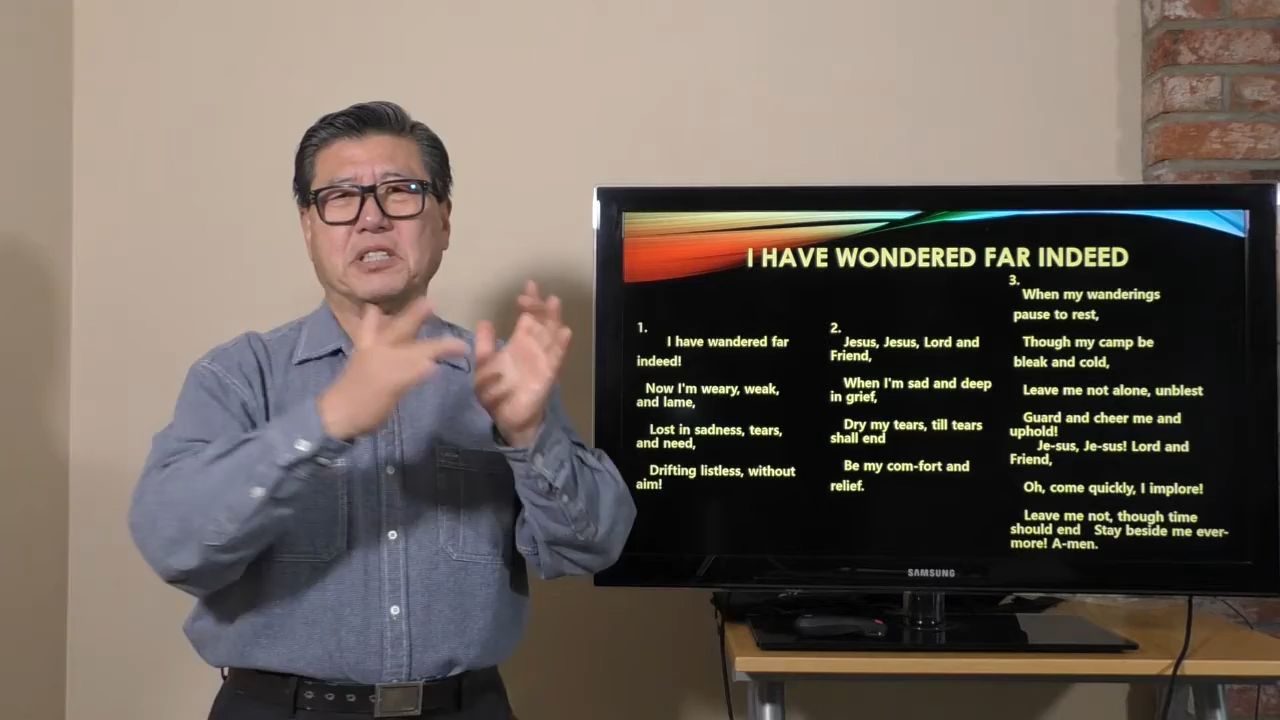 I HAVE WONDERED FAR INDEED
1.
I have wandered far
indeed!
Now I'm weary, weak,
and lame,
Lost in sadness, tears,
and need,
Drifting listless, without
aim!
2.
Jesus, Jesus, Lord and
Friend,
When I'm sad and deep
in grief,
Dry my tears, till tears
shall end
Be my com-fort and
relief.
3.
When my wanderings
pause to rest,
Though my camp be
bleak and cold,
Leave me not alone, unblest
Guard and cheer me and
uphold!
Je-sus, Je-sus! Lord and
Friend,
Oh, come quickly, I implore!
Leave me not, though time
should end Stay beside me ever-
more! A-men.
SAMSUNG